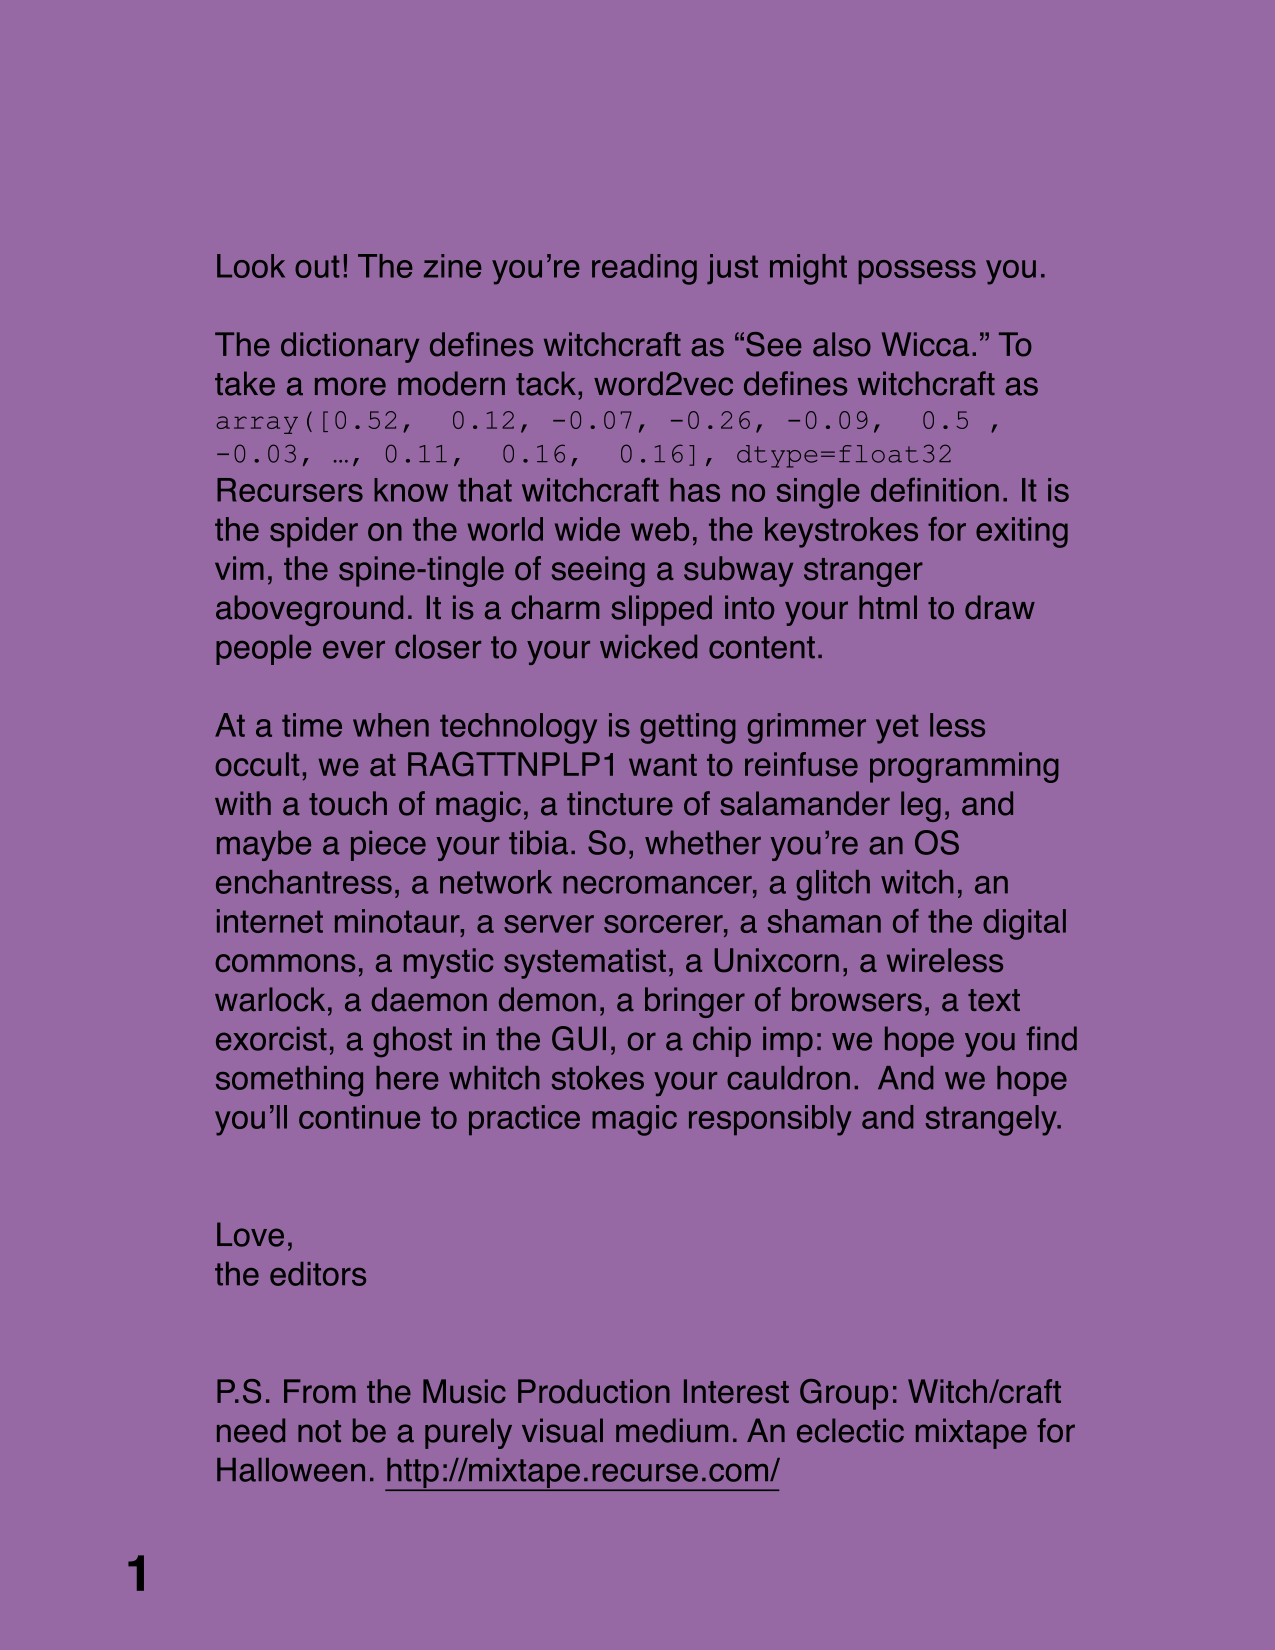 Look out! The zine you’re reading just might possess you.
The dictionary defines witchcraft as “See also Wicca.” To
take a more modern tack, word2vec defines witchcraft as
array([0.52,  0.12, -0.07, -0.26, -0.09,  0.5 ,
-0.03, …, 0.11,  0.16,  0.16], dtype=float32
Recursers know that witchcraft has no single definition. It is
the spider on the world wide web, the keystrokes for exiting
vim, the spine-tingle of seeing a subway stranger
aboveground. It is a charm slipped into your html to draw
people ever closer to your wicked content.
At a time when technology is getting grimmer yet less
occult, we at RAGTTNPLP1 want to reinfuse programming
with a touch of magic, a tincture of salamander leg, and
maybe a piece your tibia. So, whether you’re an OS
enchantress, a network necromancer, a glitch witch, an
internet minotaur, a server sorcerer, a shaman of the digital
commons, a mystic systematist, a Unixcorn, a wireless
warlock, a daemon demon, a bringer of browsers, a text
exorcist, a ghost in the GUI, or a chip imp: we hope you find
something here whitch stokes your cauldron.  And we hope
you’ll continue to practice magic responsibly and strangely.
Love,
the editors
P.S. From the Music Production Interest Group: Witch/craft
need not be a purely visual medium. An eclectic mixtape for
Halloween. http://mixtape.recurse.com/
1